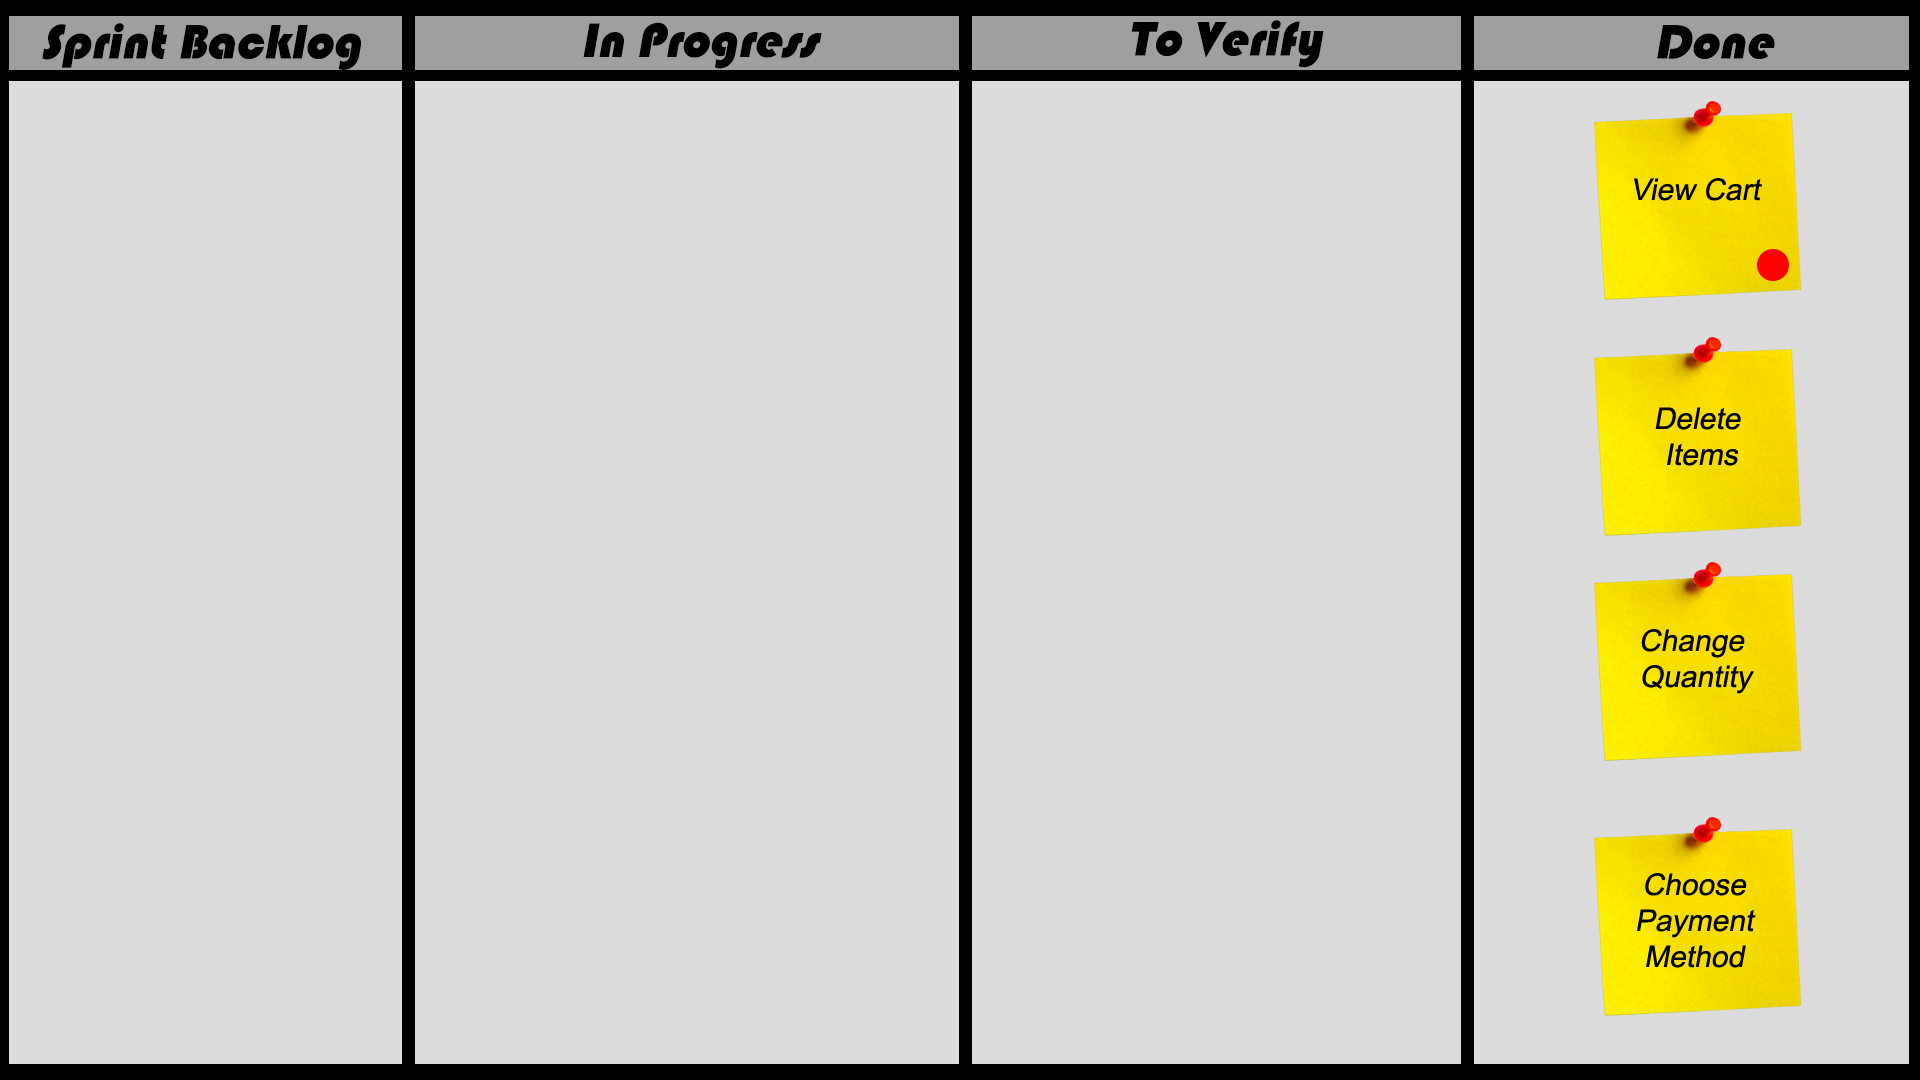 Sprint Backlog
In Progress
To Verify
Done
View Cart
Delete
Items
Change
Quantity
Choose
Payment
Method